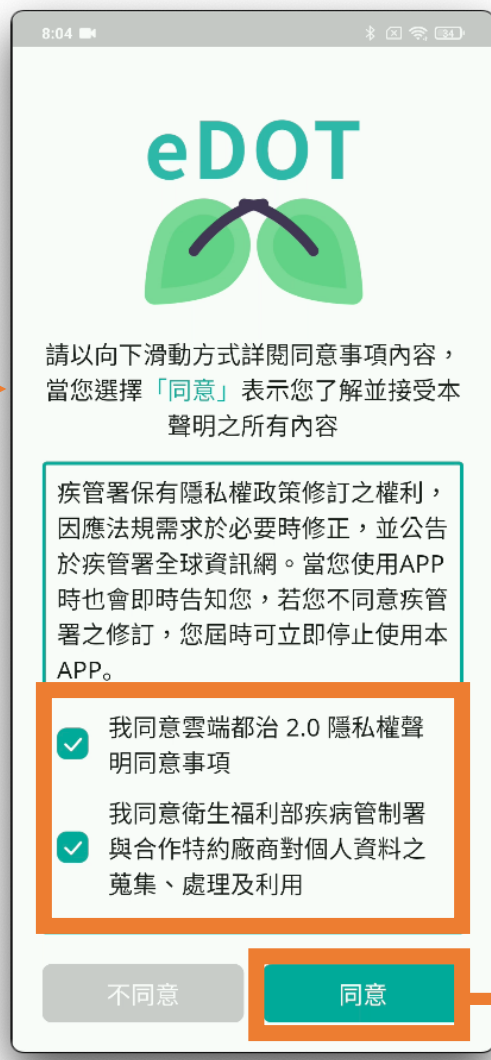 8:04
34
eDOT
請以向下滑動方式詳閱同意事項內容，
當您選擇「同意」表示您了解並接受本
聲明之所有內容
疾管署保有隱私權政策修訂之權利，
因應法規需求於必要時修正，並公告
於疾管署全球資訊網。當您使用APP
時也會即時告知您，若您不同意疾管
署之修訂，您屆時可立即停止使用本
APP。
我同意雲端都治 2.0 隱私權聲
明同意事項
我同意衛生福利部疾病管制署
與合作特約廠商對個人資料之
蒐集、處理及利用
不同意
同意